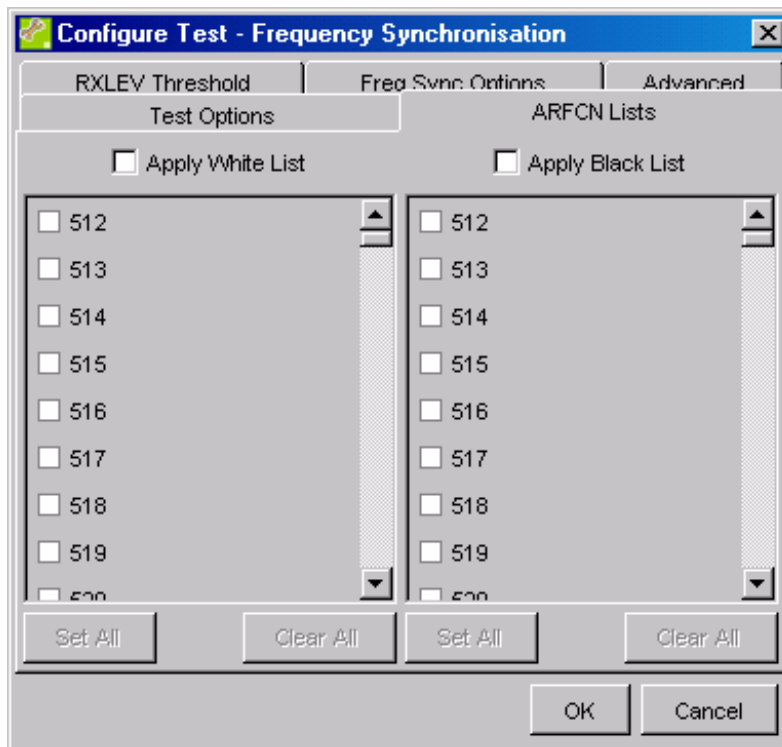 Configure Test - Frequency Synchronisation
RXLEV Threshold Freq Sync Options Advanced
Test Options ARFCN Lists
Apply White List Apply Black List
512 512
513 513
514 514
515 515
516 516
517 517
518 518
519 519
520 520
Set All Clear All Set All Clear All
OK Cancel